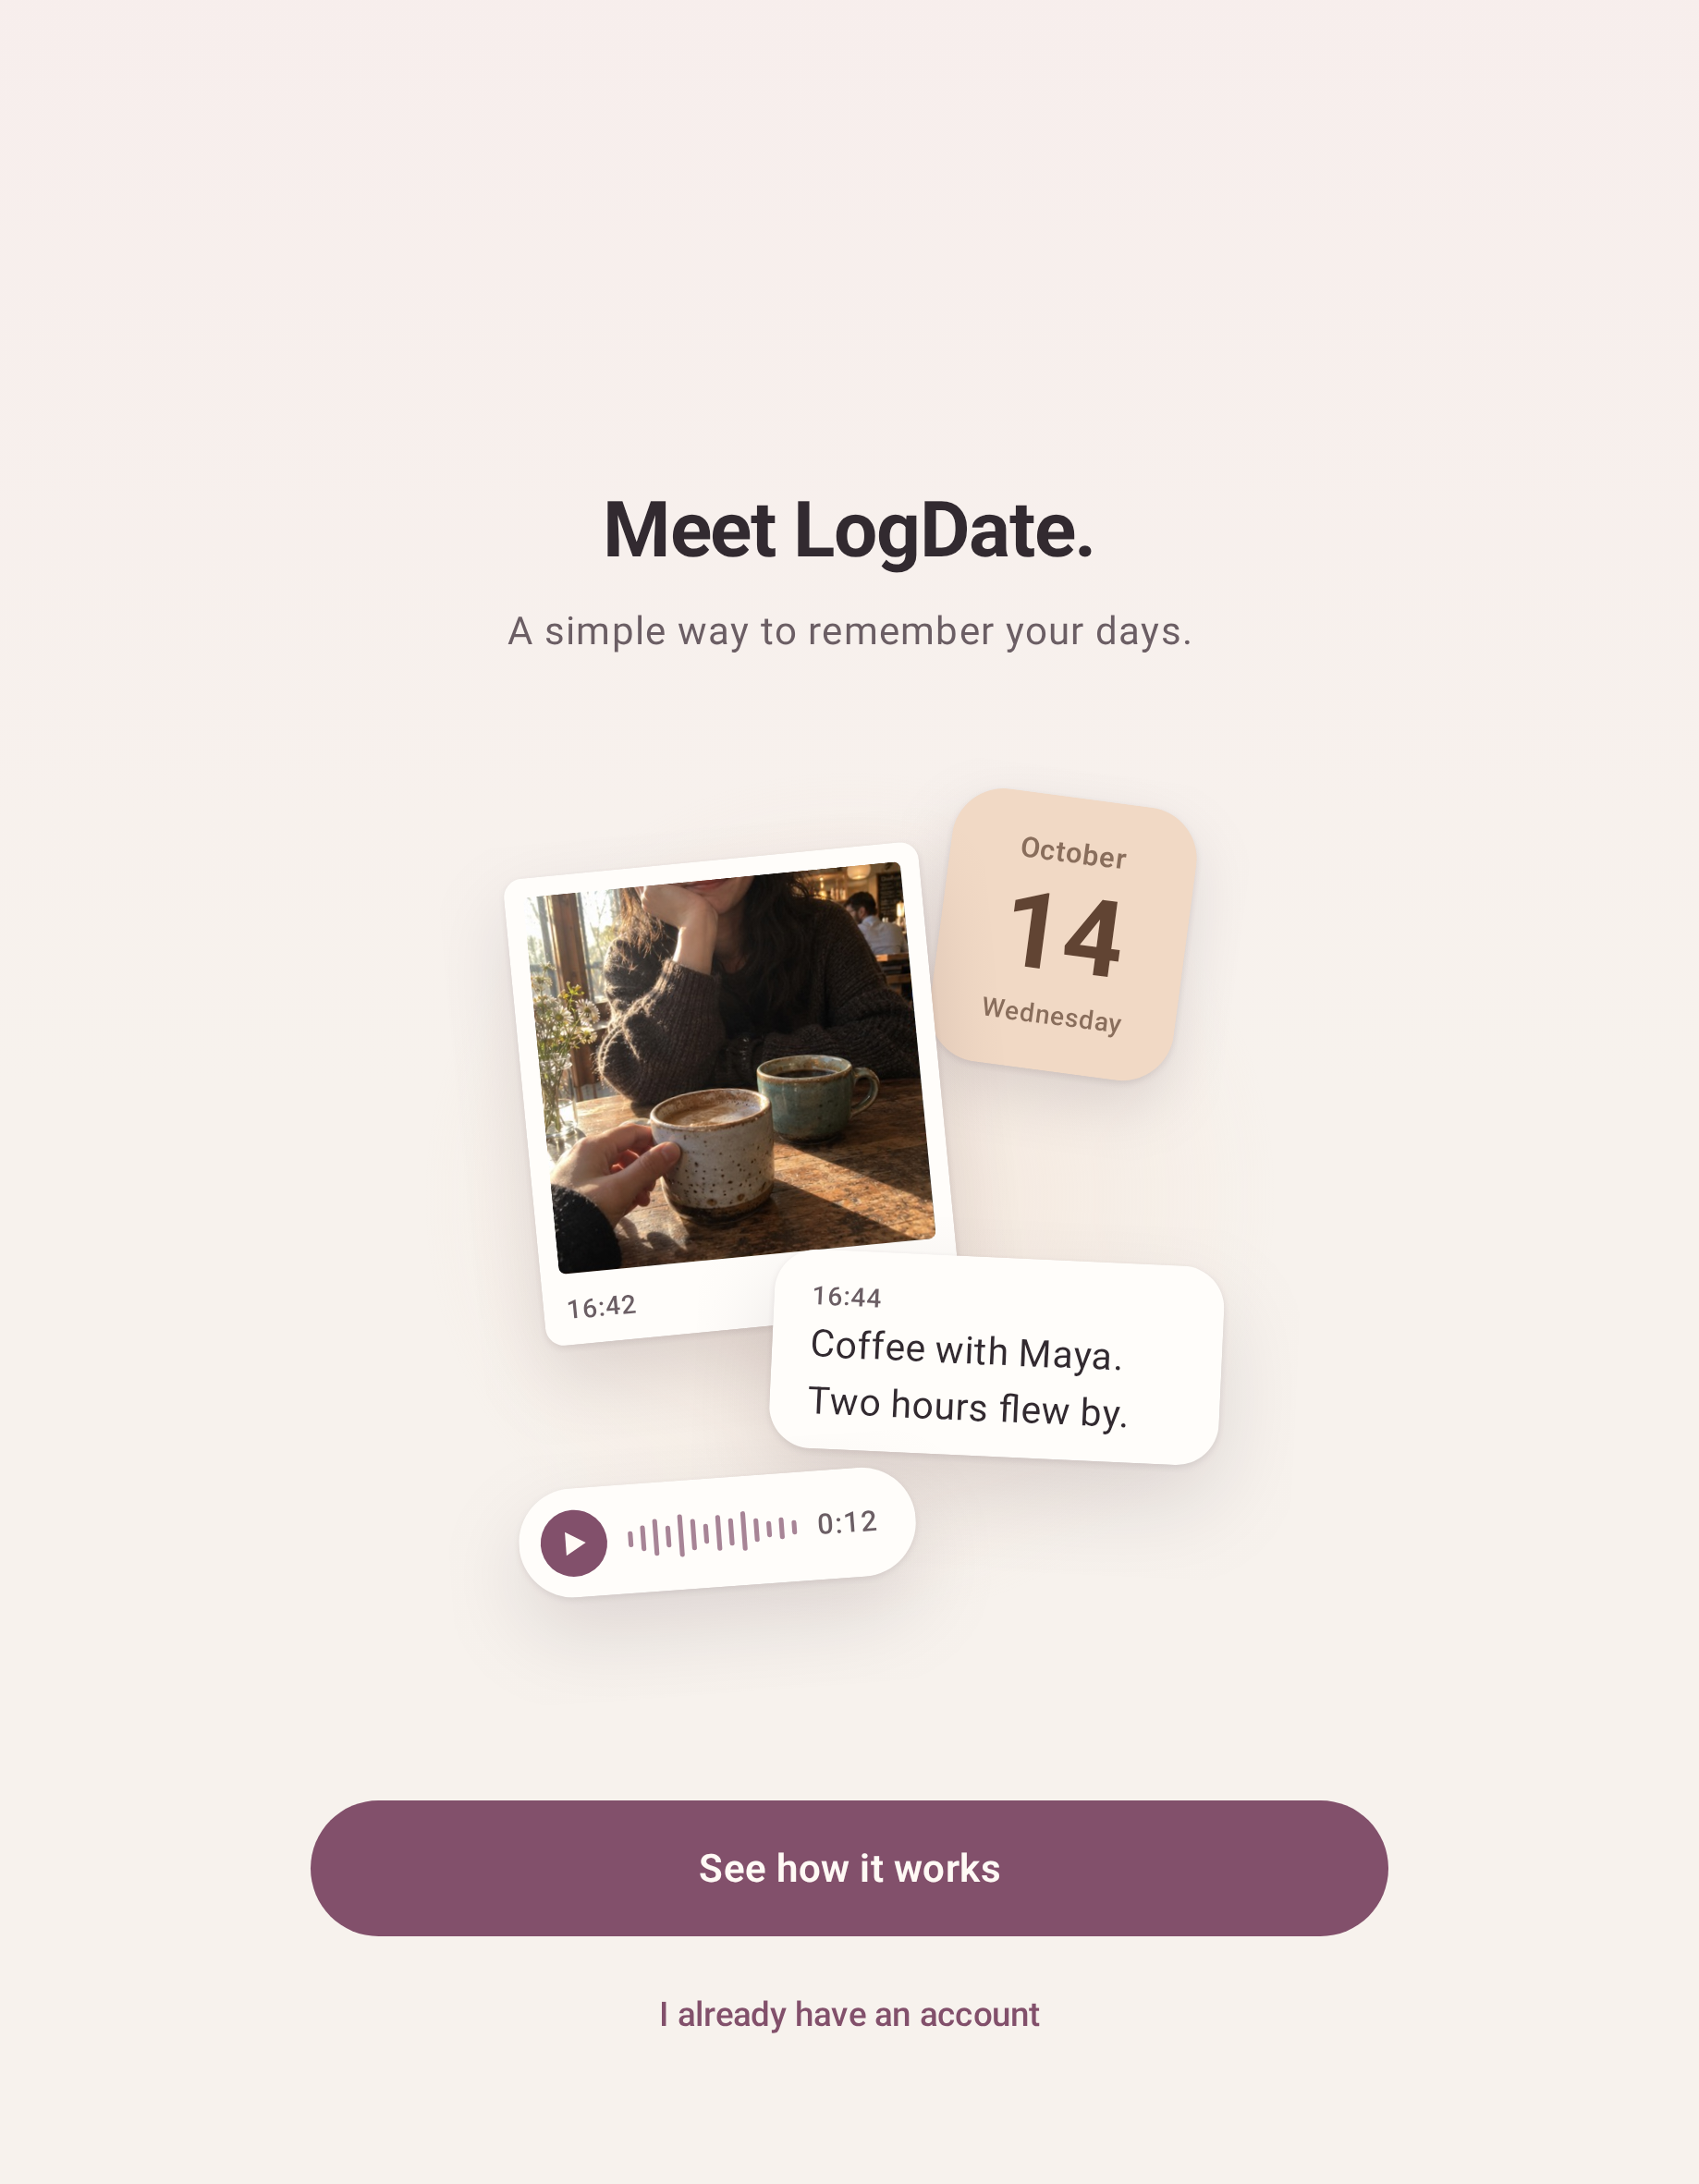 Meet LogDate.
A simple way to remember your days.
October
14
Wednesday
16:42
16:44
Coffee with Maya.
Two hours flew by.
0:12
See how it works
I already have an account